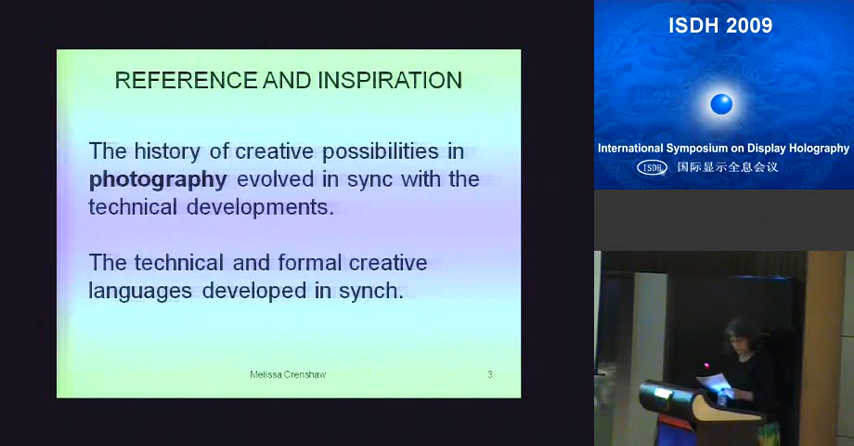 REFERENCE AND INSPIRATION
The history of creative possibilities in
photography evolved in sync with the
technical developments.
The technical and formal creative
languages developed in synch.
Melissa Crenshaw
3
ISDH 2009
International Symposium on Display Holography
ISDH 国际显示全息会议